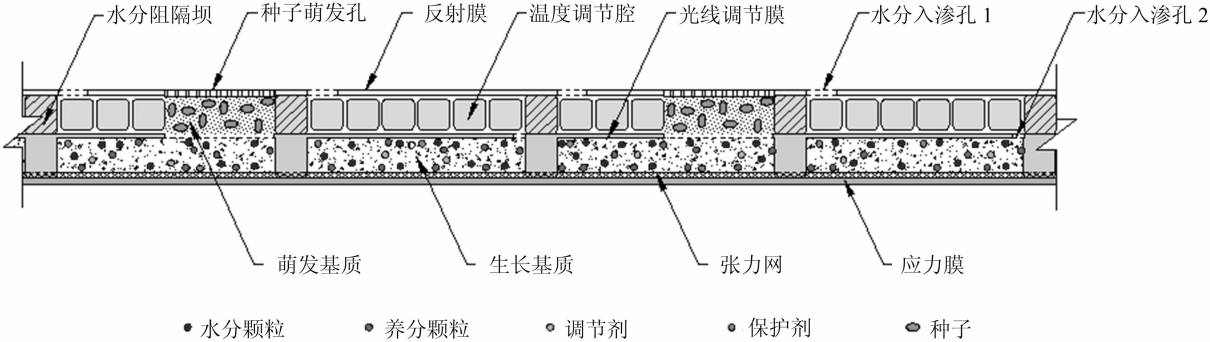 水分阻隔坝 种子萌发孔 反射膜 温度调节腔 光线调节膜 水分入渗孔 1 水分入渗孔 2
萌发基质 生长基质 张力网 应力膜
水分颗粒 养分颗粒 调节剂 保护剂 种子